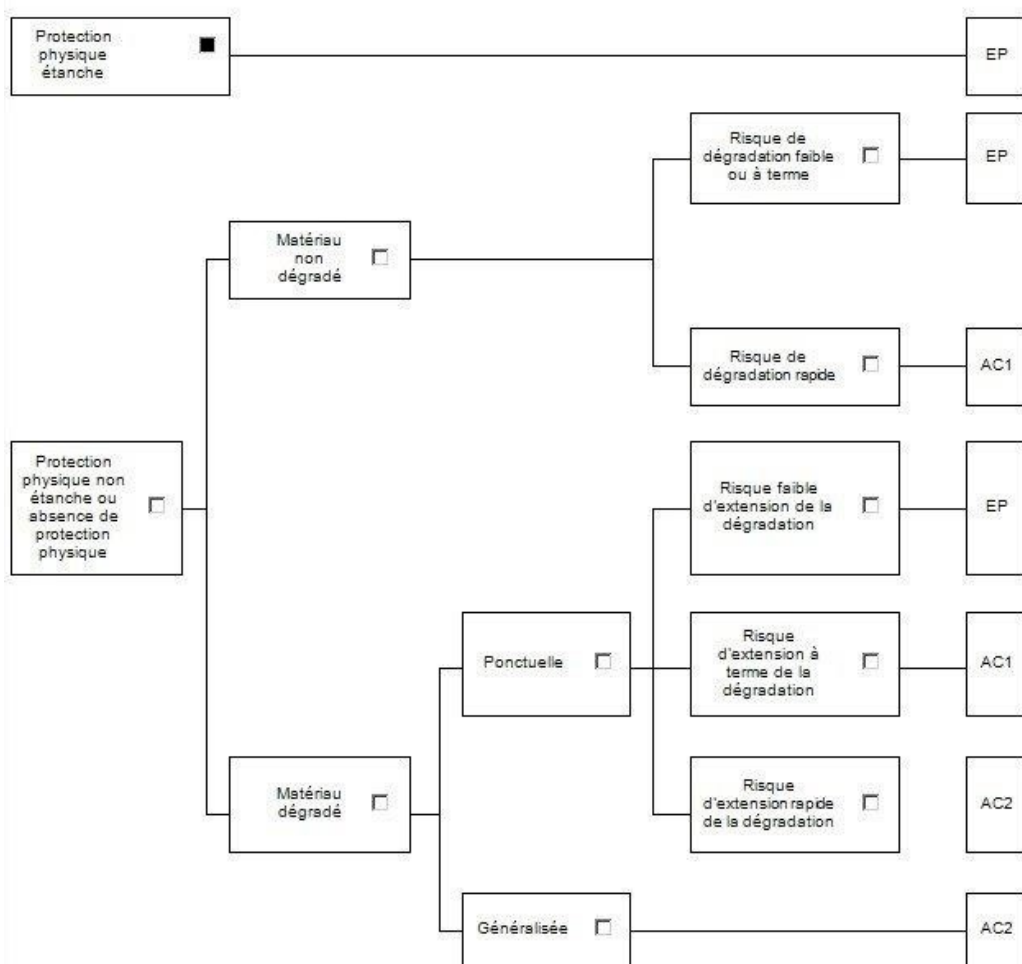 Protection
physique
étanche
EP
Risque de
dégradation faible
ou à terme
EP
Matériau
non
dégradé
Risque de
dégradation rapide
AC1
Protection
physique non
étanche ou
absence de
protection
physique
Risque faible
d'extension de la
dégradation
EP
Ponctuelle
Risque
d'extension à
terme de la
dégradation
AC1
Matériau
dégradé
Risque
d'extension rapide
de la dégradation
AC2
Généralisée
AC2